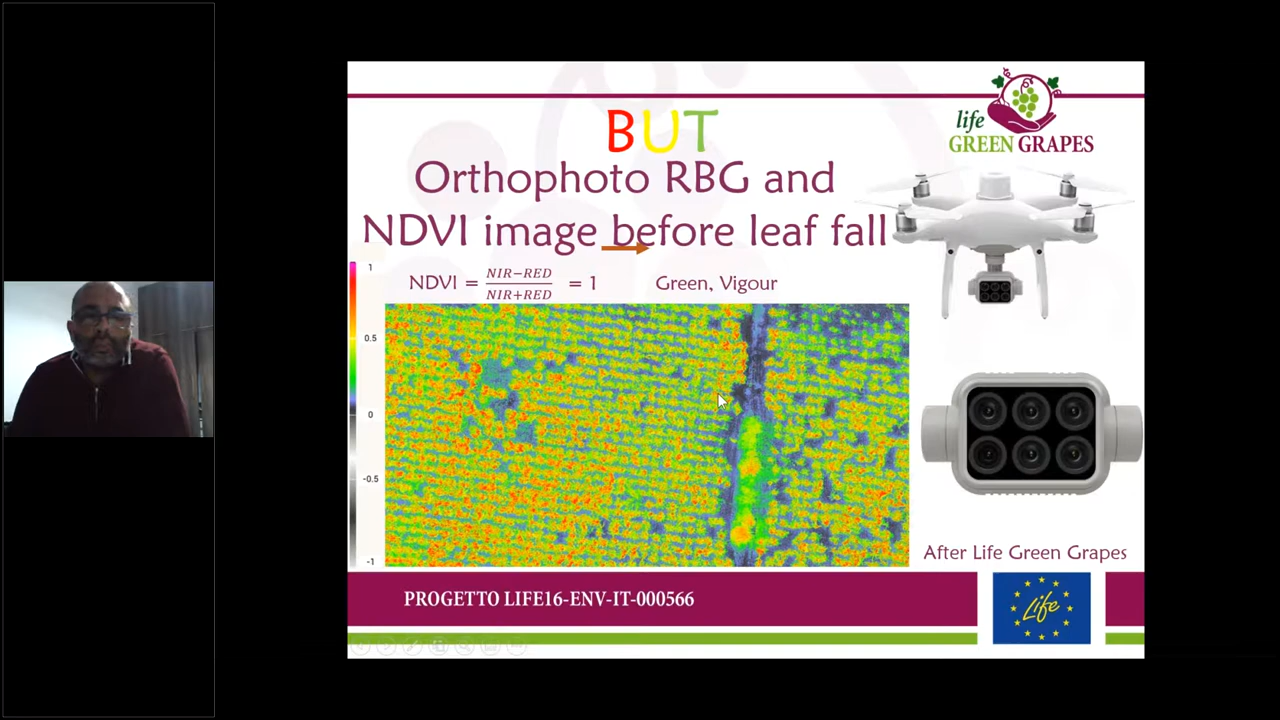 life
GREEN GRAPES
BUT
Orthophoto RBG and
NDVI image before leaf fall
NDVI = NIR−RED / NIR+RED = 1
Green, Vigour
1
0.5
0
-0.5
-1
After Life Green Grapes
PROGETTO LIFE16-ENV-IT-000566
Life